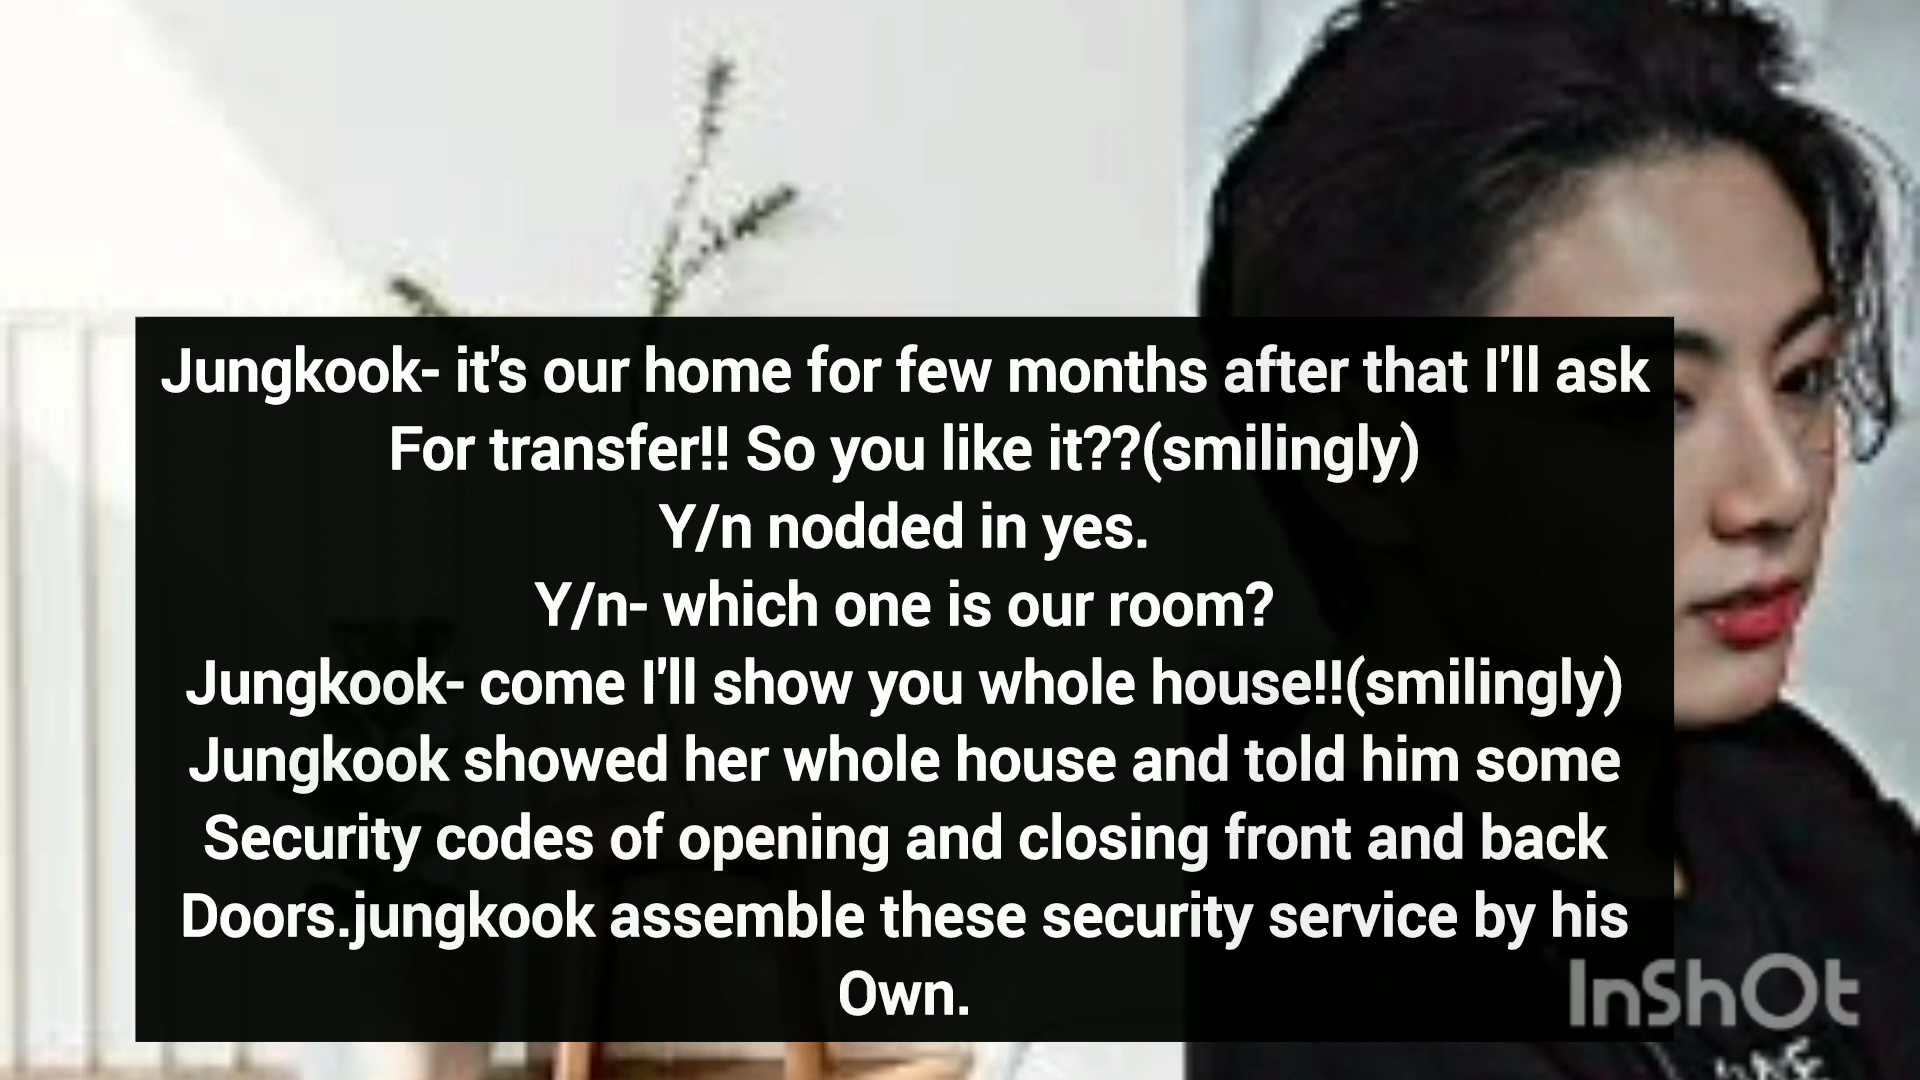 Jungkook- it's our home for few months after that I'll ask
For transfer!! So you like it??(smilingly)
Y/n nodded in yes.
Y/n- which one is our room?
Jungkook- come I'll show you whole house!!(smilingly)
Jungkook showed her whole house and told him some
Security codes of opening and closing front and back
Doors.jungkook assemble these security service by his
Own.
InShOt